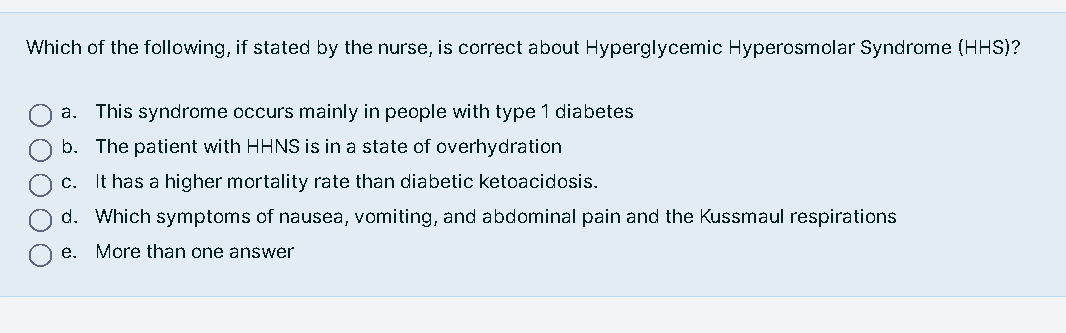 Which of the following, if stated by the nurse, is correct about Hyperglycemic Hyperosmolar Syndrome (HHS)?
a. This syndrome occurs mainly in people with type 1 diabetes
b. The patient with HHNS is in a state of overhydration
c. It has a higher mortality rate than diabetic ketoacidosis.
d. Which symptoms of nausea, vomiting, and abdominal pain and the Kussmaul respirations
e. More than one answer